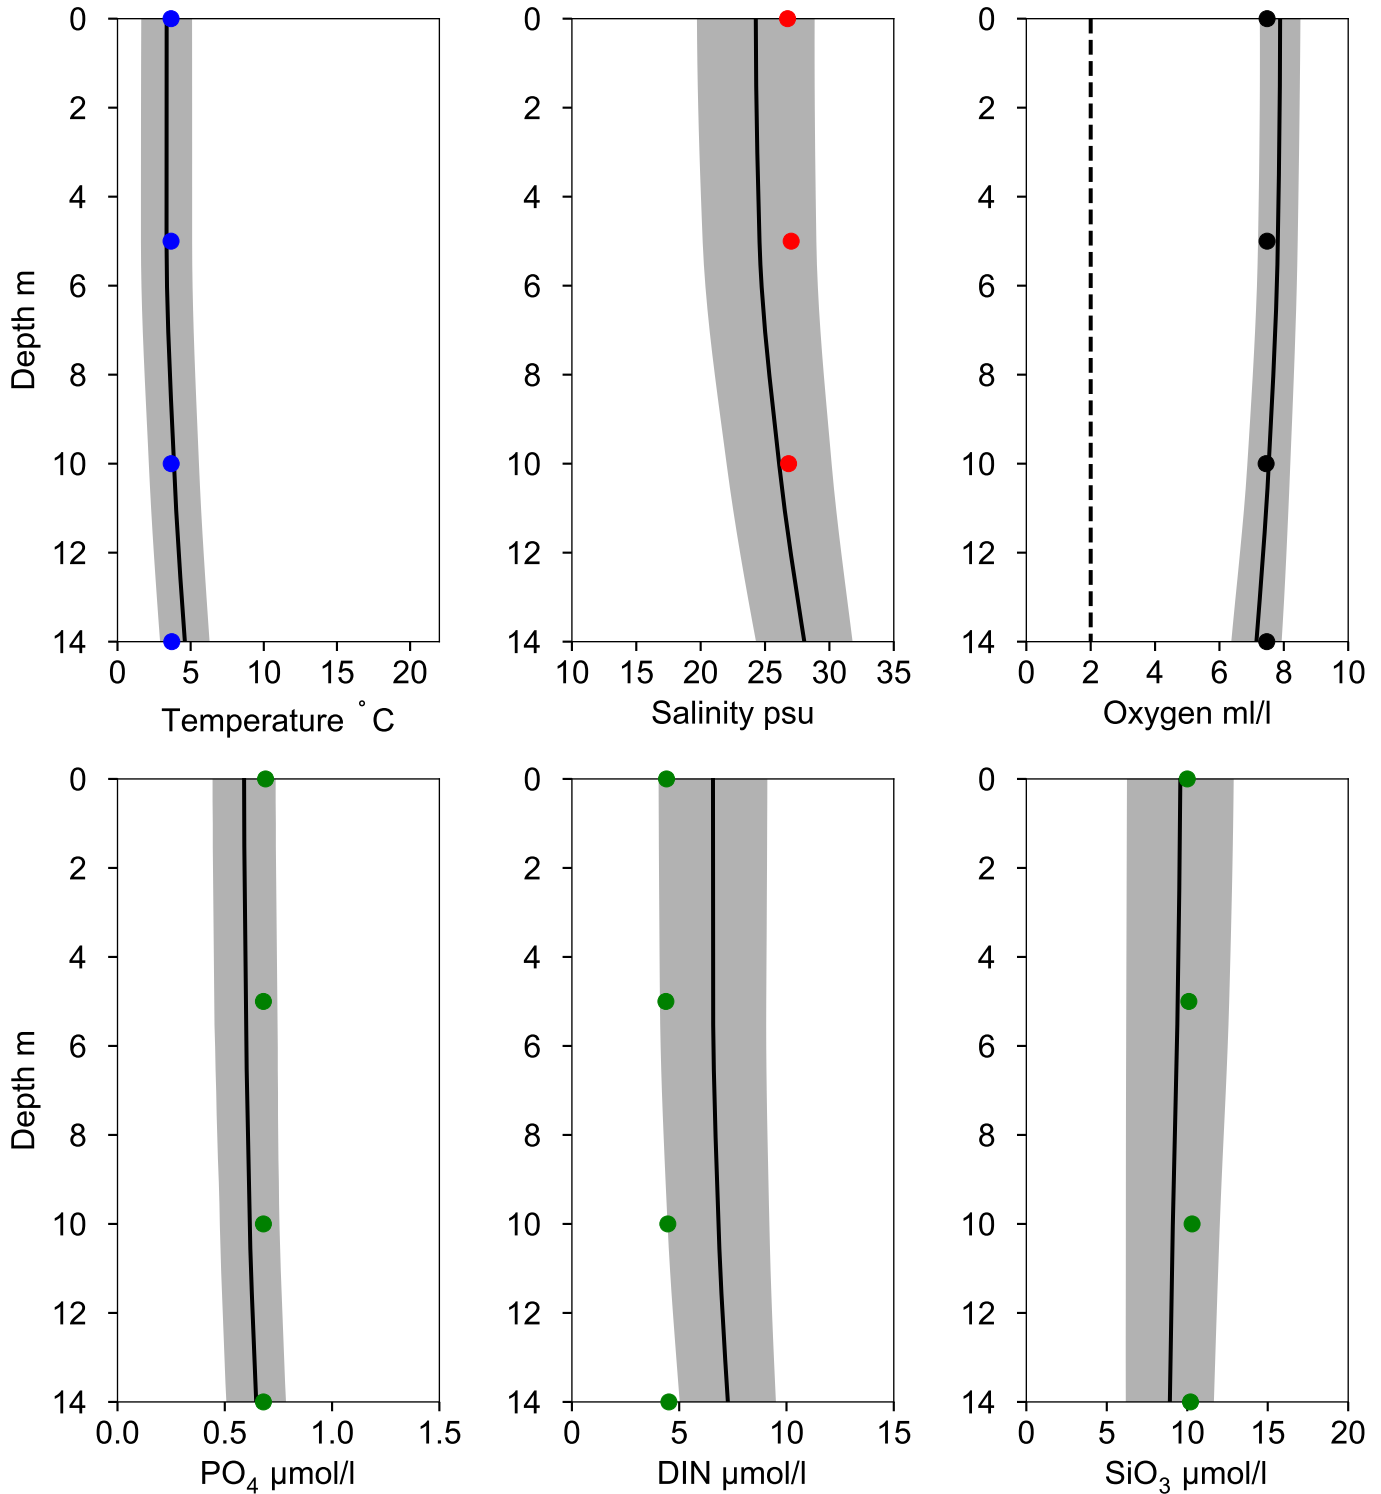 0 0 0
2 2 2
4 4 4
6 6 6
8 8 8
10 10 10
12 12 12
14 14 14
Depth m
0 5 10 15 20
10 15 20 25 30 35
0 2 4 6 8 10
Temperature °C
Salinity psu
Oxygen ml/l
0 0 0
2 2 2
4 4 4
6 6 6
8 8 8
10 10 10
12 12 12
14 14 14
Depth m
0.0 0.5 1.0 1.5
0 5 10 15
0 5 10 15 20
PO₄ µmol/l
DIN µmol/l
SiO₃ µmol/l